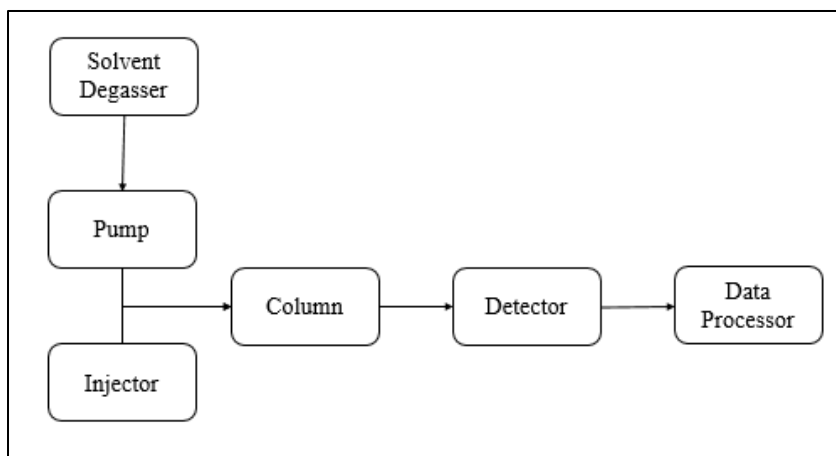 Solvent
Degasser
Pump
Column
Detector
Data
Processor
Injector